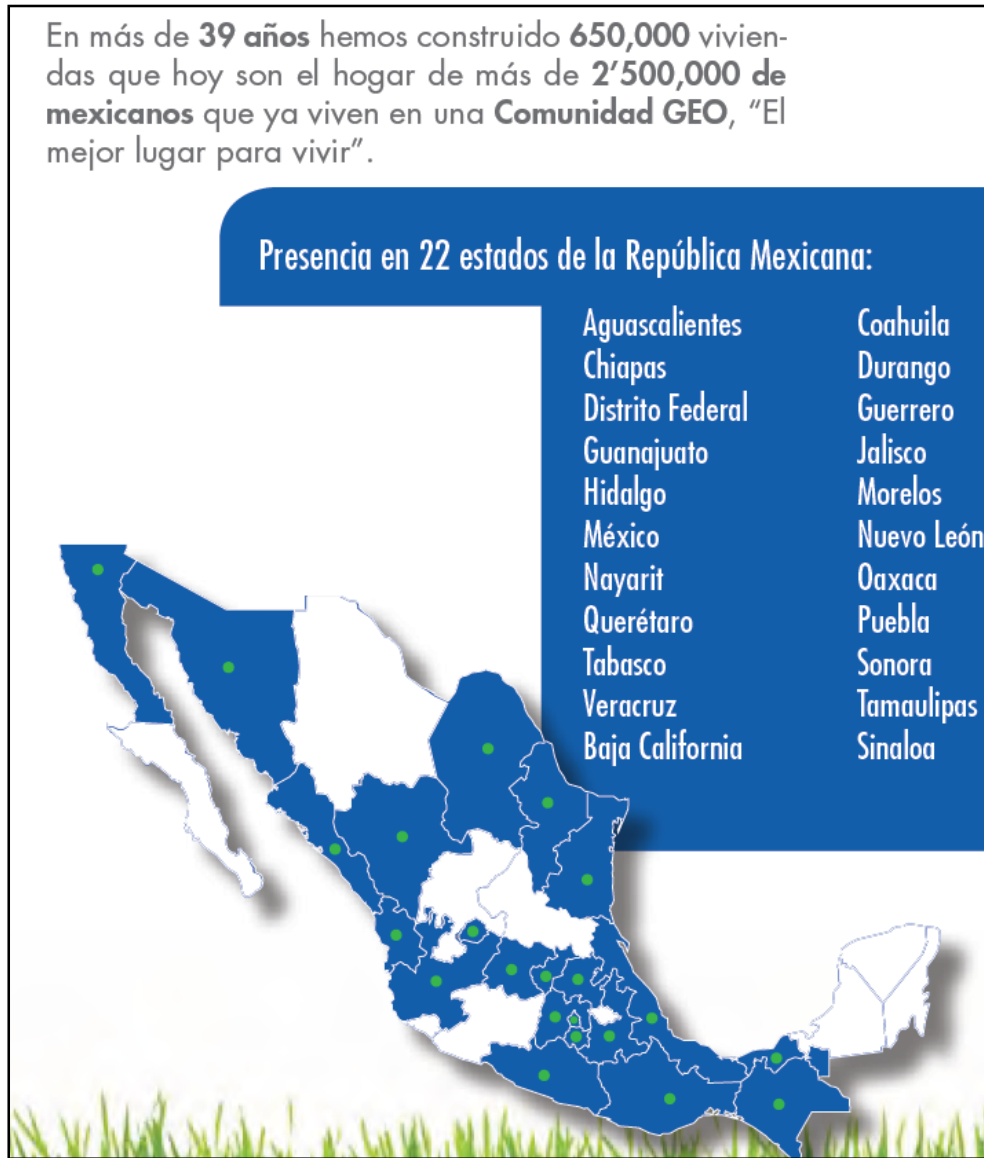 En más de 39 años hemos construido 650,000 vivien-
das que hoy son el hogar de más de 2’500,000 de
mexicanos que ya viven en una Comunidad GEO, “El
mejor lugar para vivir”.
Presencia en 22 estados de la República Mexicana:
Aguascalientes
Chiapas
Distrito Federal
Guanajuato
Hidalgo
México
Nayarit
Querétaro
Tabasco
Veracruz
Baja California
Coahuila
Durango
Guerrero
Jalisco
Morelos
Nuevo León
Oaxaca
Puebla
Sonora
Tamaulipas
Sinaloa